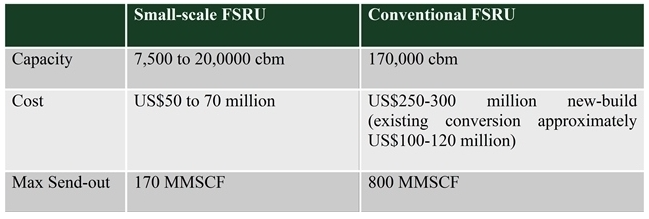 Small-scale FSRU Conventional FSRU
Capacity 7,500 to 20,0000 cbm 170,000 cbm
Cost US$50 to 70 million US$250-300 million new-build
(existing conversion approximately
US$100-120 million)
Max Send-out 170 MMSCF 800 MMSCF